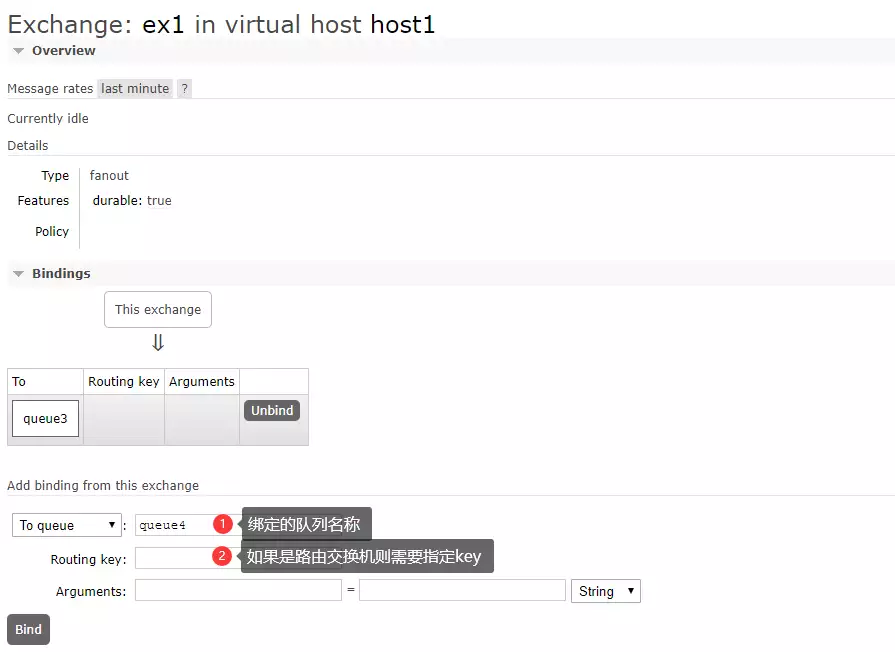 Exchange: ex1 in virtual host host1
Overview
Message rates last minute ?
Currently idle
Details
Type fanout
Features durable: true
Policy
Bindings
This exchange
⇓
To Routing key Arguments
queue3 Unbind
Add binding from this exchange
To queue : queue4 1 绑定的队列名称
Routing key: 2 如果是路由交换机则需要指定key
Arguments: = String
Bind